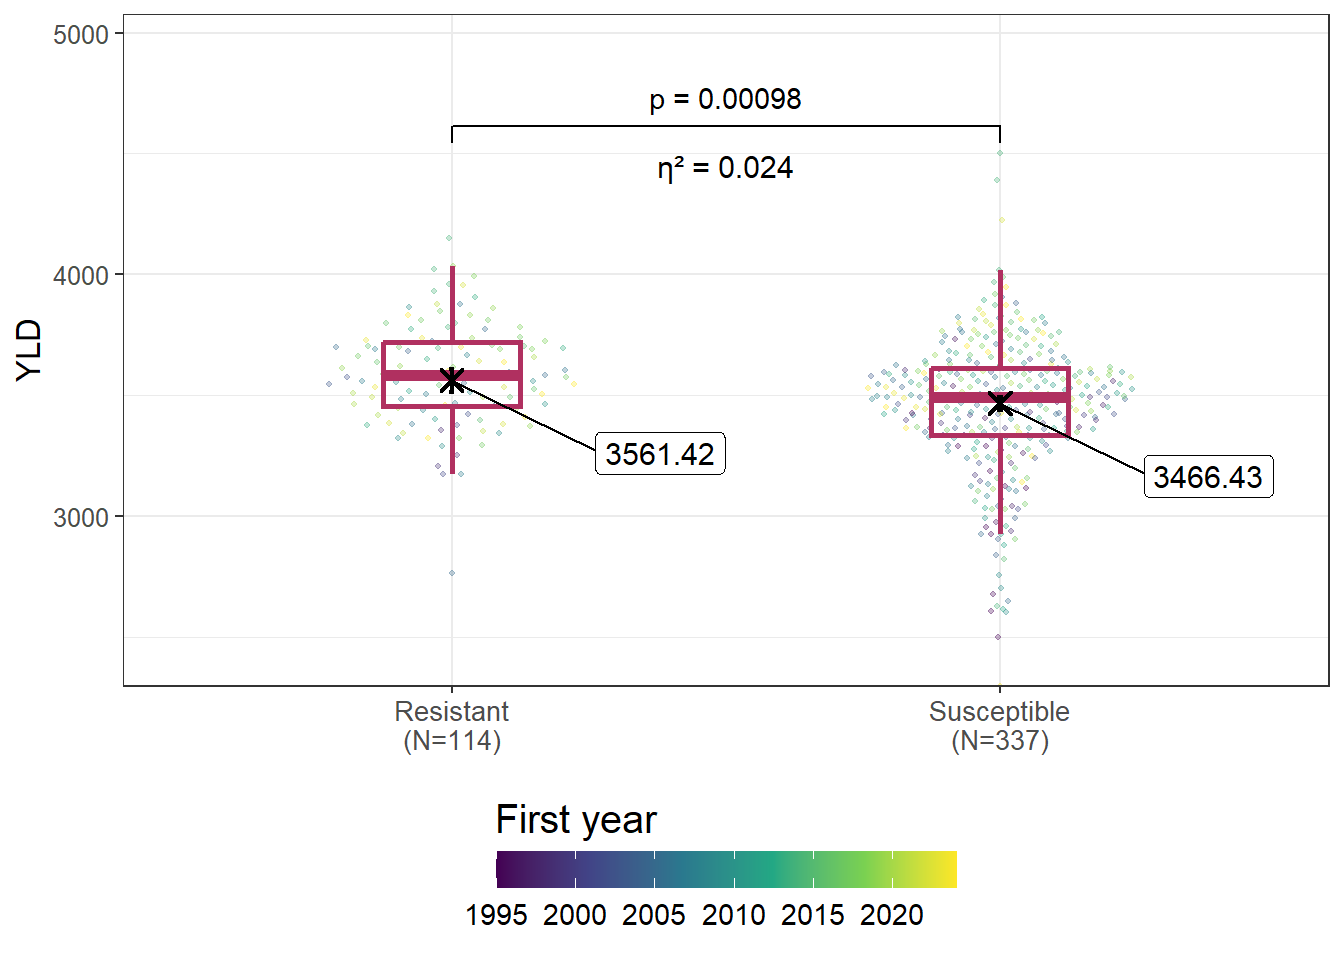 5000
p = 0.00098
η² = 0.024
4000
YLD
3561.42
3466.43
3000
Resistant
(N=114)
Susceptible
(N=337)
First year
1995 2000 2005 2010 2015 2020